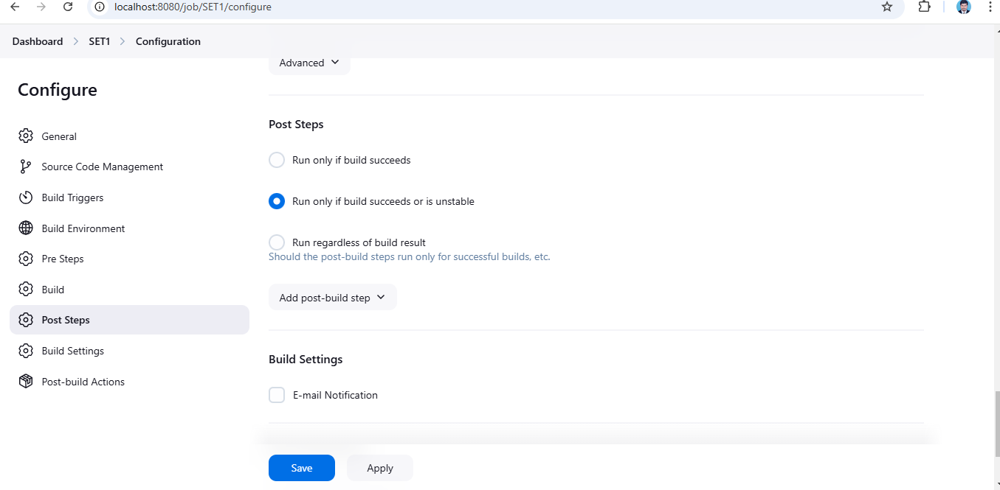 localhost:8080/job/SET1/configure
Dashboard > SET1 > Configuration
Advanced
Configure
General
Source Code Management
Build Triggers
Build Environment
Pre Steps
Build
Post Steps
Build Settings
Post-build Actions
Post Steps
Run only if build succeeds
Run only if build succeeds or is unstable
Run regardless of build result
Should the post-build steps run only for successful builds, etc.
Add post-build step
Build Settings
E-mail Notification
Save
Apply